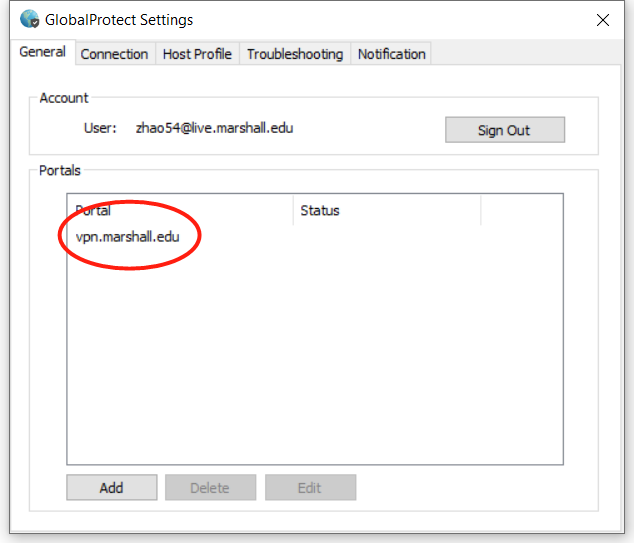 GlobalProtect Settings
General Connection Host Profile Troubleshooting Notification
Account
User: zhao54@live.marshall.edu Sign Out
Portals
Portal Status
vpn.marshall.edu
Add Delete Edit